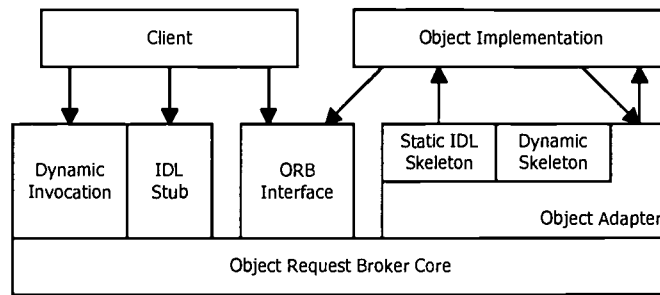 Client
Object Implementation
Dynamic
Invocation
IDL
Stub
ORB
Interface
Static IDL
Skeleton
Dynamic
Skeleton
Object Adapter
Object Request Broker Core